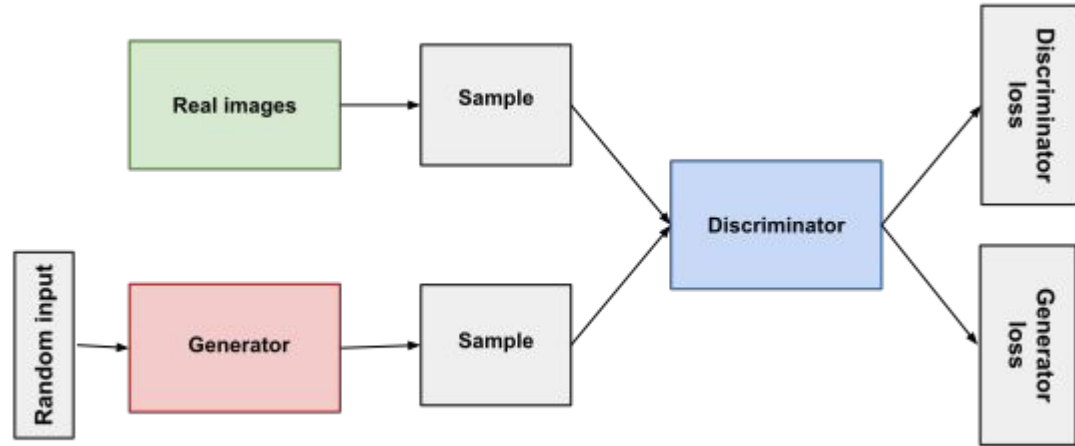 Real images
Sample
Discriminator
loss
Discriminator
Random input
Generator
Sample
Generator
loss